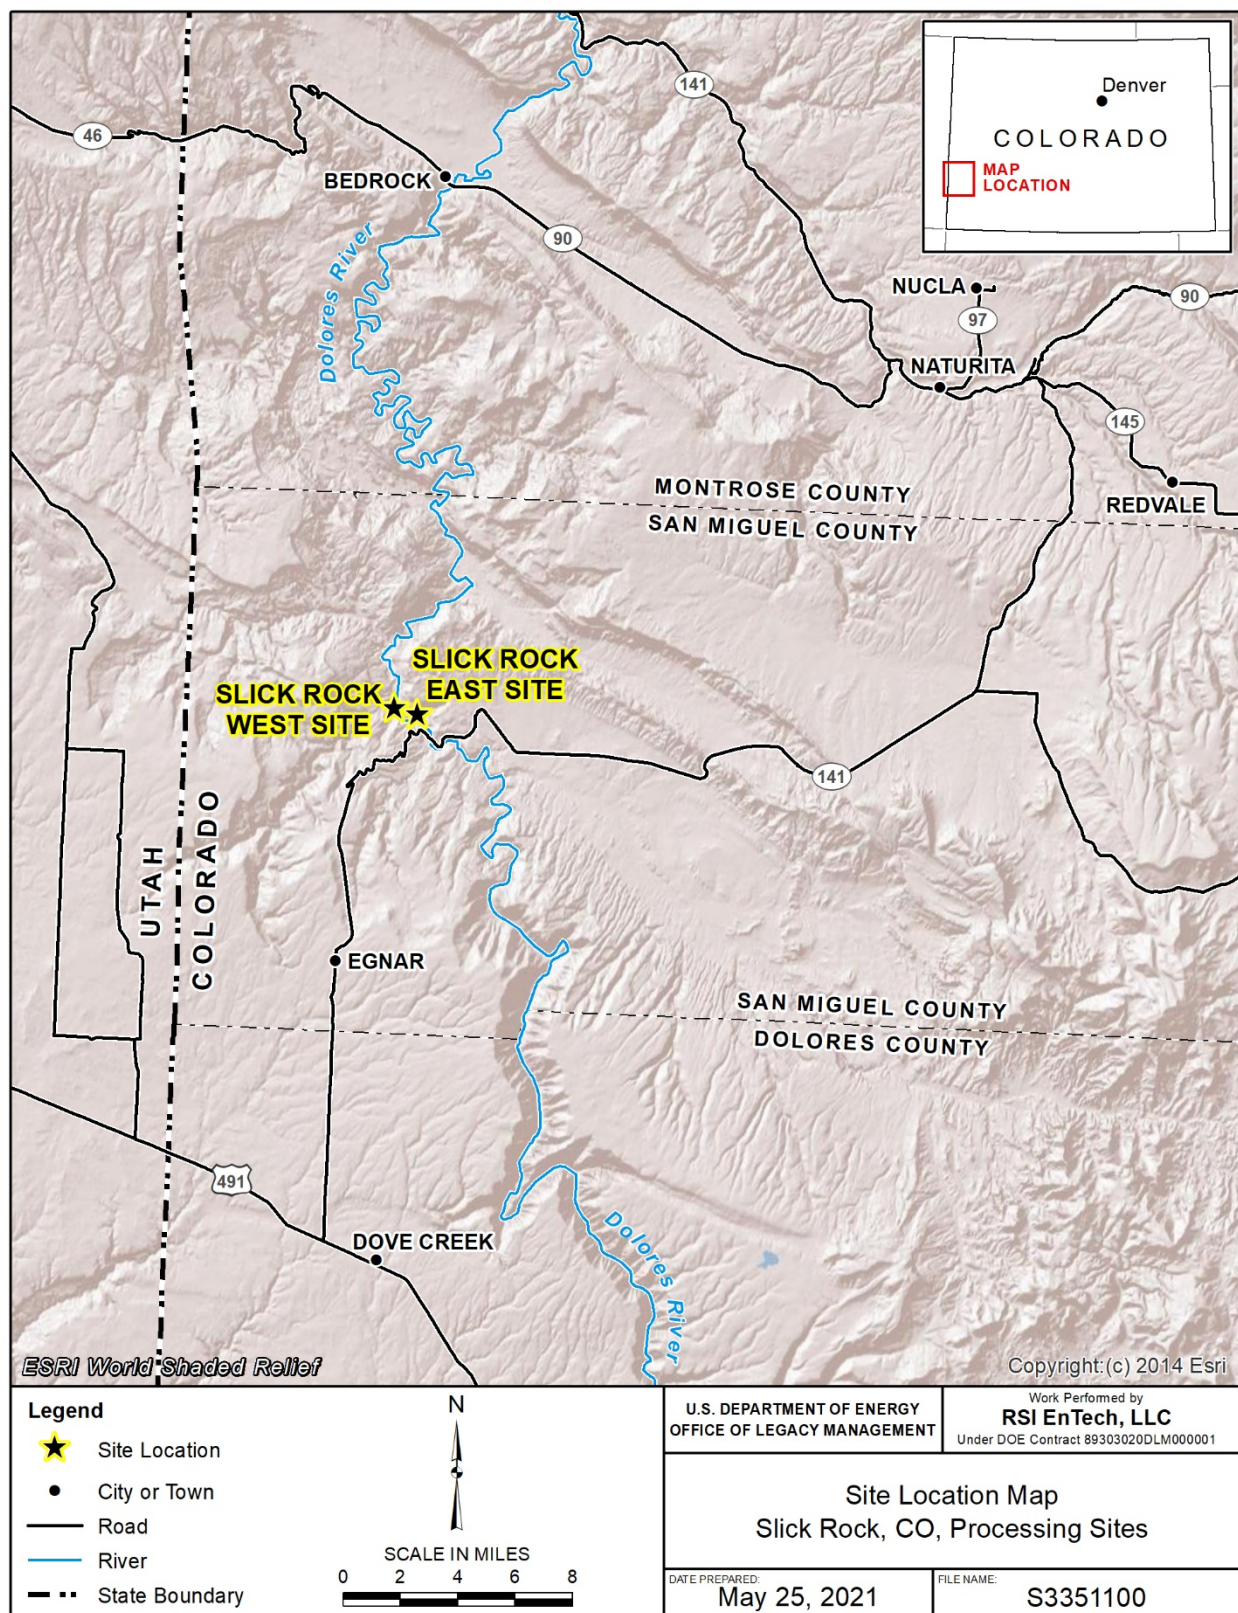 Denver
COLORADO
MAP
LOCATION
141
46
BEDROCK
90
Dolores River
NUCLA
97
90
NATURITA
145
REDVALE
MONTROSE COUNTY
SAN MIGUEL COUNTY
SLICK ROCK
EAST SITE
SLICK ROCK
WEST SITE
141
UTAH
COLORADO
EGNAR
SAN MIGUEL COUNTY
DOLORES COUNTY
491
DOVE CREEK
Dolores River
ESRI World Shaded Relief
Copyright:(c) 2014 Esri
Legend
Site Location
City or Town
Road
River
State Boundary
N
SCALE IN MILES
0 2 4 6 8
U.S. DEPARTMENT OF ENERGY
OFFICE OF LEGACY MANAGEMENT
Work Performed by
RSI EnTech, LLC
Under DOE Contract 89303020DLM000001
Site Location Map
Slick Rock, CO, Processing Sites
DATE PREPARED:
May 25, 2021
FILE NAME:
S3351100